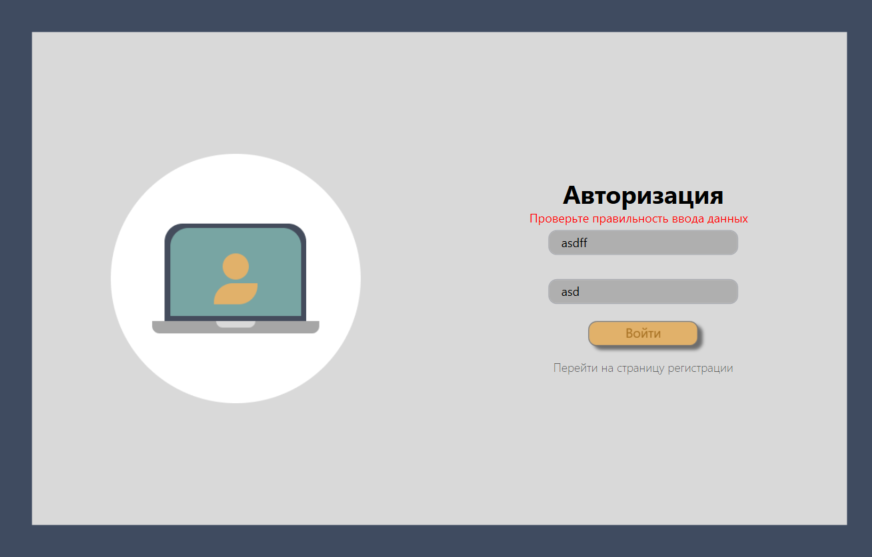 Авторизация
Проверьте правильность ввода данных
asdff
asd
Войти
Перейти на страницу регистрации